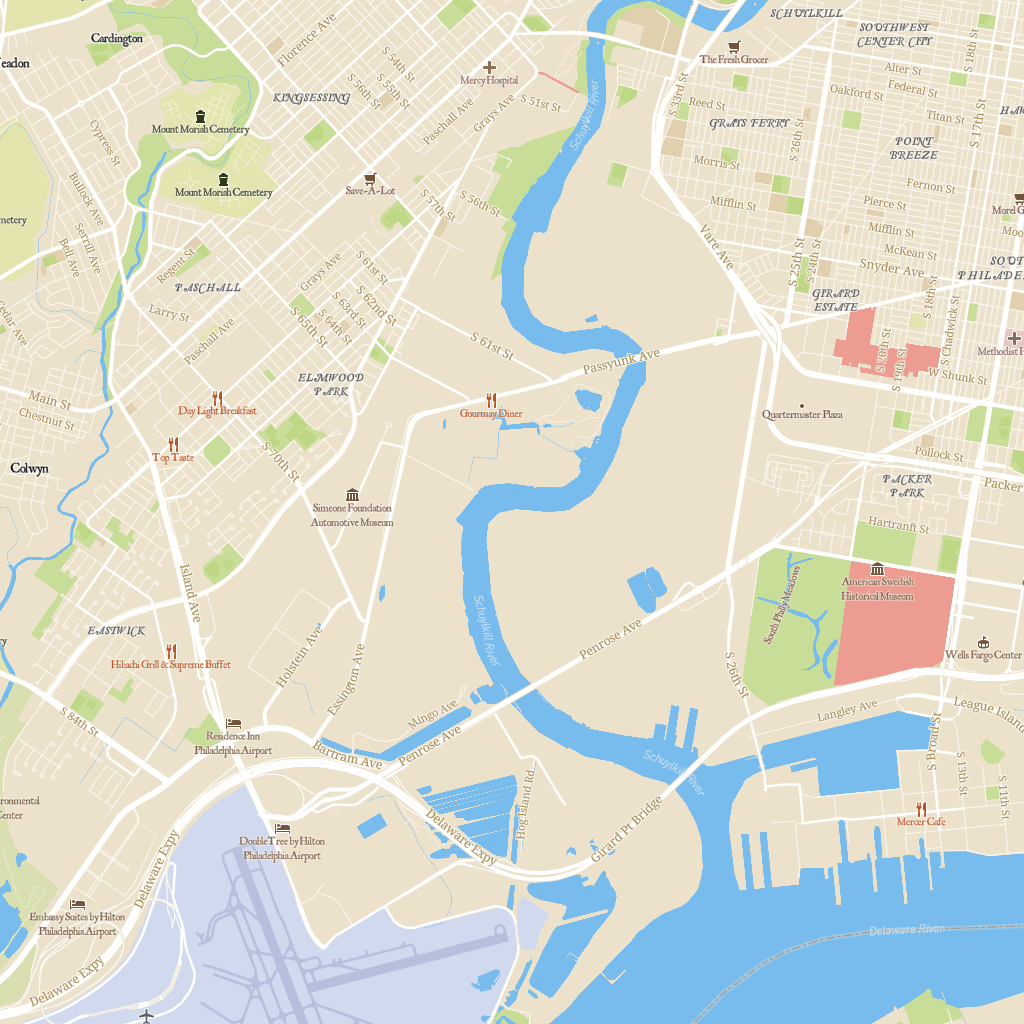 Cardington
Florence Ave
SCHUYLKILL
SOUTHWEST
CENTER CITY
S 18th St
The Fresh Grocer
S 54th St
S 55th St
S 56th St
Mercy Hospital
KINGSESSING
S 51st St
Paschall Ave
Grays Ave
Schuylkill River
S 33rd St
Alter St
Federal St
Oakford St
Titan St
S 17th St
Reed St
GRAYS FERRY
S 26th St
POINT
BREEZE
Mount Moriah Cemetery
Cypress St
Morris St
Fernon St
Mount Moriah Cemetery
Save-A-Lot
Bullock Ave
S 57th St
S 56th St
Mifflin St
Pierce St
Mifflin St
McKean St
Serrill Ave
Bell Ave
Vare Ave
S 25th St
S 24th St
Snyder Ave
Regent St
Grays Ave
S 61st St
S 62nd St
S 63rd St
S 64th St
S 65th St
PASCHALL
Larry St
GIRARD
ESTATE
S 18th St
S Chadwick St
Paschall Ave
S 61st St
Passyunk Ave
S 20th St
S 19th St
W Shunk St
ELMWOOD
PARK
Main St
Chestnut St
Day Light Breakfast
Gourmay Diner
Quartermaster Plaza
Top Taste
S 70th St
Colwyn
Pollock St
Packer
PACKER
PARK
Simeone Foundation
Automotive Museum
Hartranft St
Island Ave
American Swedish
Historical Museum
South Philly Meadows
Schuylkill River
EASTWICK
Penrose Ave
Holstein Ave
Essington Ave
S 26th St
Wells Fargo Center
Hibachi Grill & Supreme Buffet
S 84th St
Mingo Ave
Langley Ave
League Island
Residence Inn
Philadelphia Airport
Bartram Ave
Penrose Ave
Schuylkill River
S Broad St
S 13th St
S 11th St
Hog Island Rd
Delaware Expy
Girard Pt Bridge
Mercer Cafe
DoubleTree by Hilton
Philadelphia Airport
Delaware Expy
Embassy Suites by Hilton
Philadelphia Airport
Delaware River
Delaware Expy